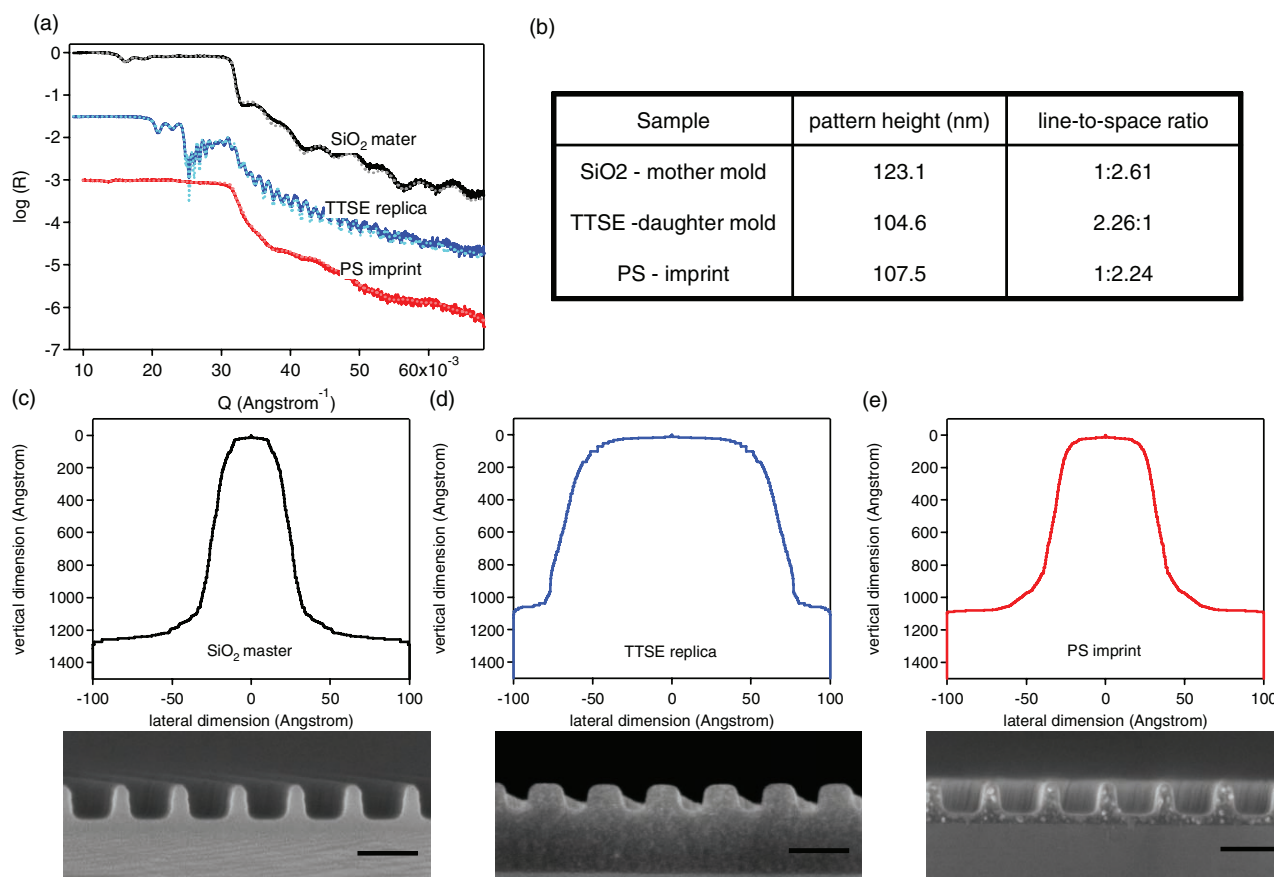 (a)
0
-1
-2
-3
-4
-5
-6
-7
log (R)
SiO2 mater
TTSE replica
PS imprint
10 20 30 40 50 60x10-3
Q (Angstrom-1)
(b)
Sample pattern height (nm) line-to-space ratio
SiO2 - mother mold 123.1 1:2.61
TTSE -daughter mold 104.6 2.26:1
PS - imprint 107.5 1:2.24
(c)
0
200
400
600
800
1000
1200
1400
vertical dimension (Angstrom)
SiO2 master
-100 -50 0 50 100
lateral dimension (Angstrom)
(d)
0
200
400
600
800
1000
1200
1400
vertical dimension (Angstrom)
TTSE replica
-100 -50 0 50 100
lateral dimension (Angstrom)
(e)
0
200
400
600
800
1000
1200
1400
vertical dimension (Angstrom)
PS imprint
-100 -50 0 50 100
lateral dimension (Angstrom)